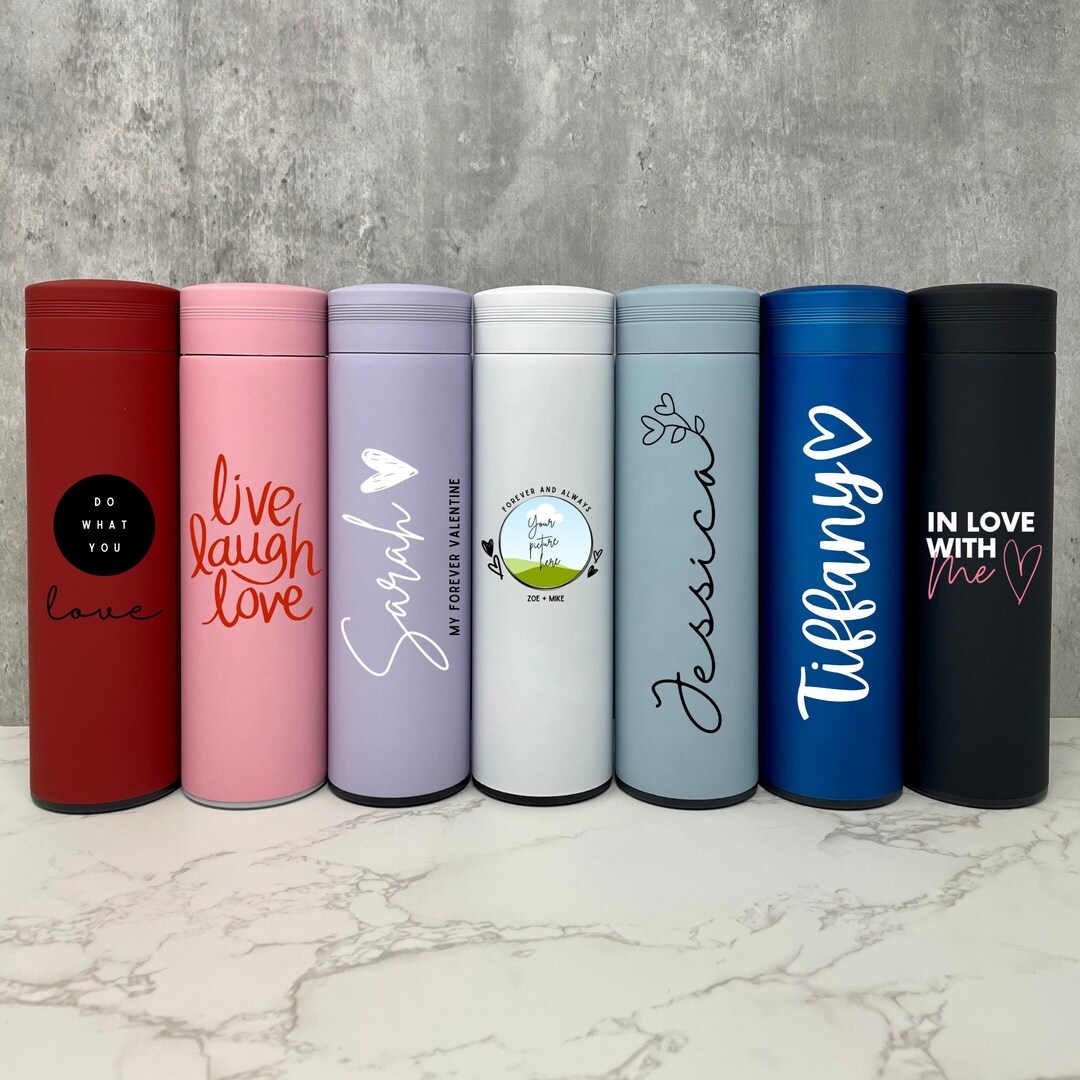 DO
WHAT
YOU
love
live
laugh
love
Sarah
MY FOREVER VALENTINE
FOREVER AND ALWAYS
Your
picture
here
ZOE + MIKE
Jessica
Tiffany
IN LOVE
WITH
Me